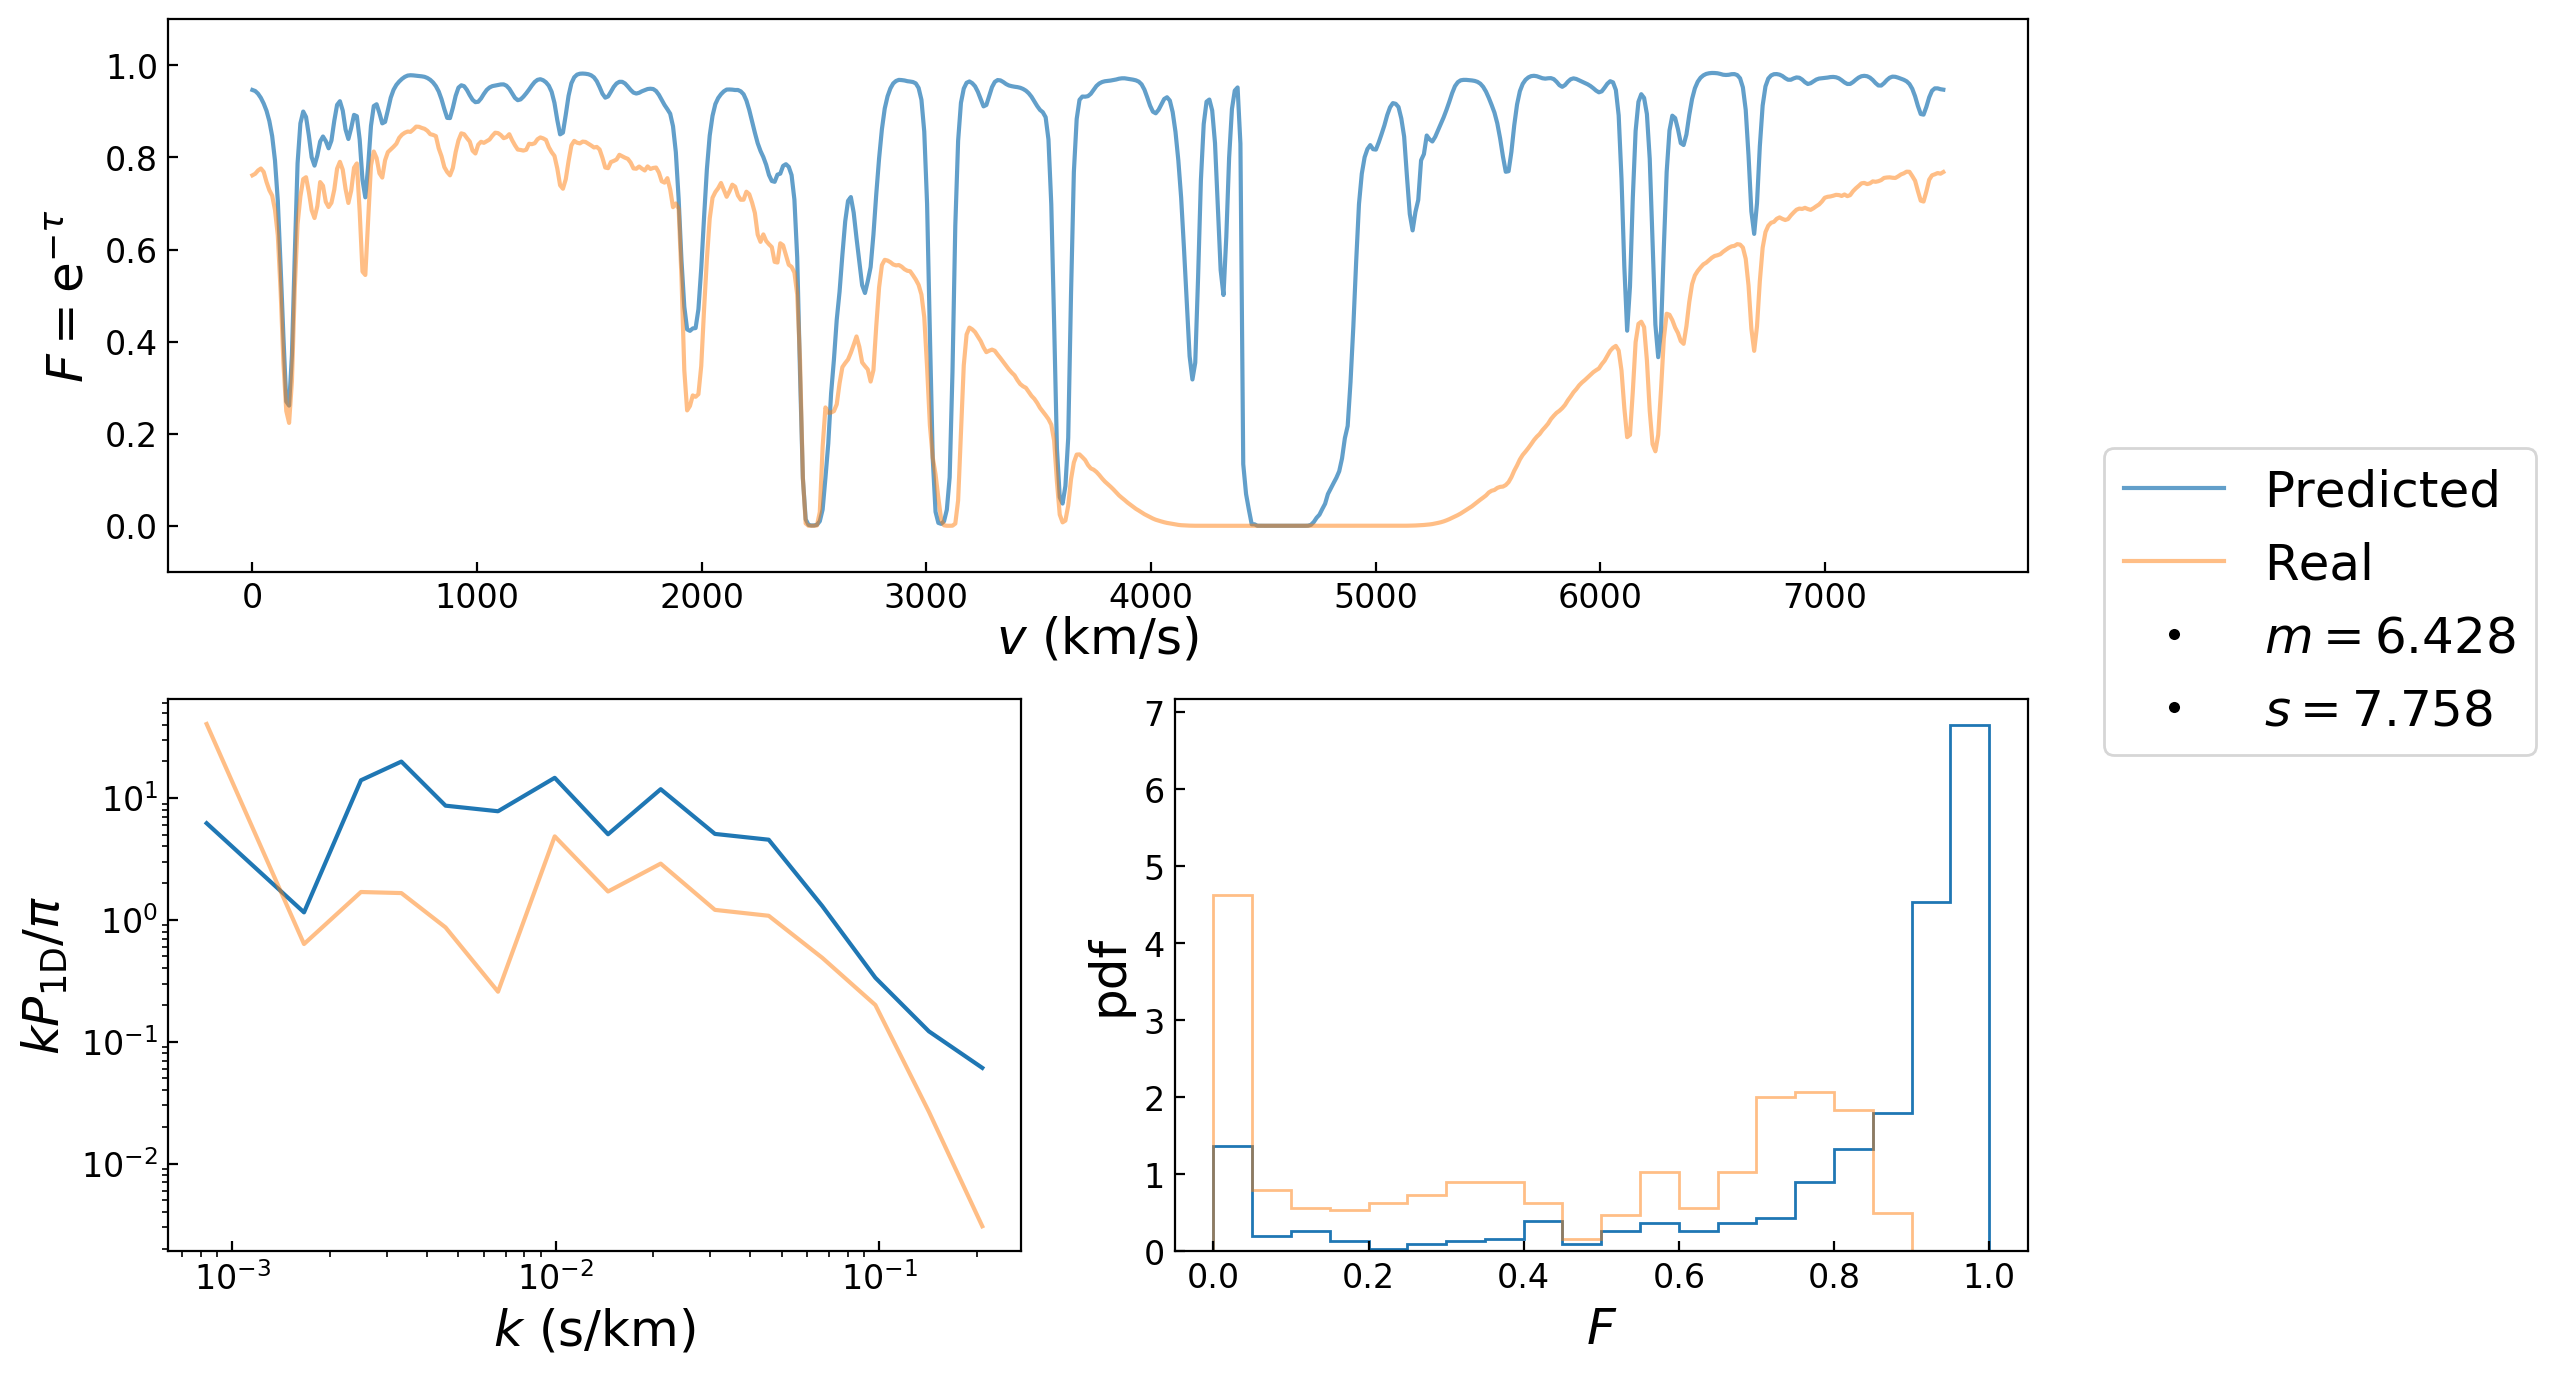 F = e^{−τ}
1.0
0.8
0.6
0.4
0.2
0.0
0 1000 2000 3000 4000 5000 6000 7000
v (km/s)
Predicted
Real
m = 6.428
s = 7.758
kP_{1D}/π
10^1
10^0
10^{−1}
10^{−2}
10^{−3} 10^{−2} 10^{−1}
k (s/km)
pdf
7
6
5
4
3
2
1
0
0.0 0.2 0.4 0.6 0.8 1.0
F